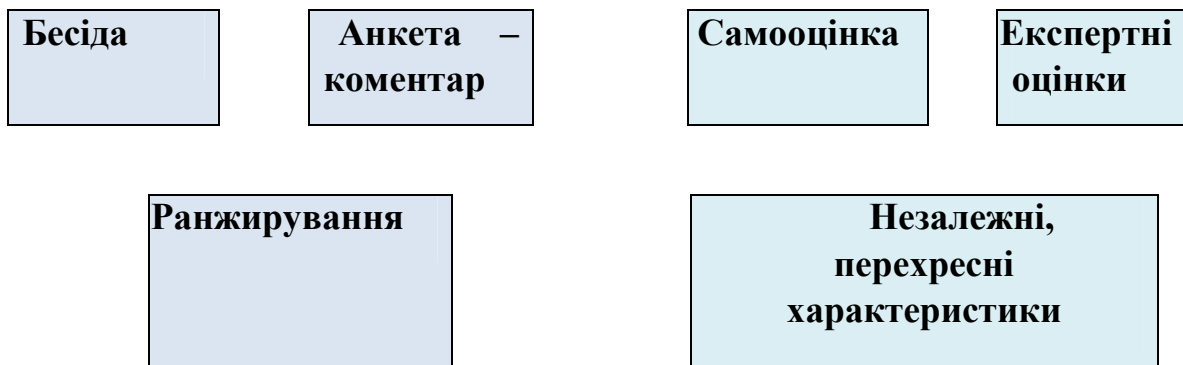 Бесіда
Анкета –
коментар
Самооцінка
Експертні
оцінки
Ранжирування
Незалежні,
перехресні
характеристики